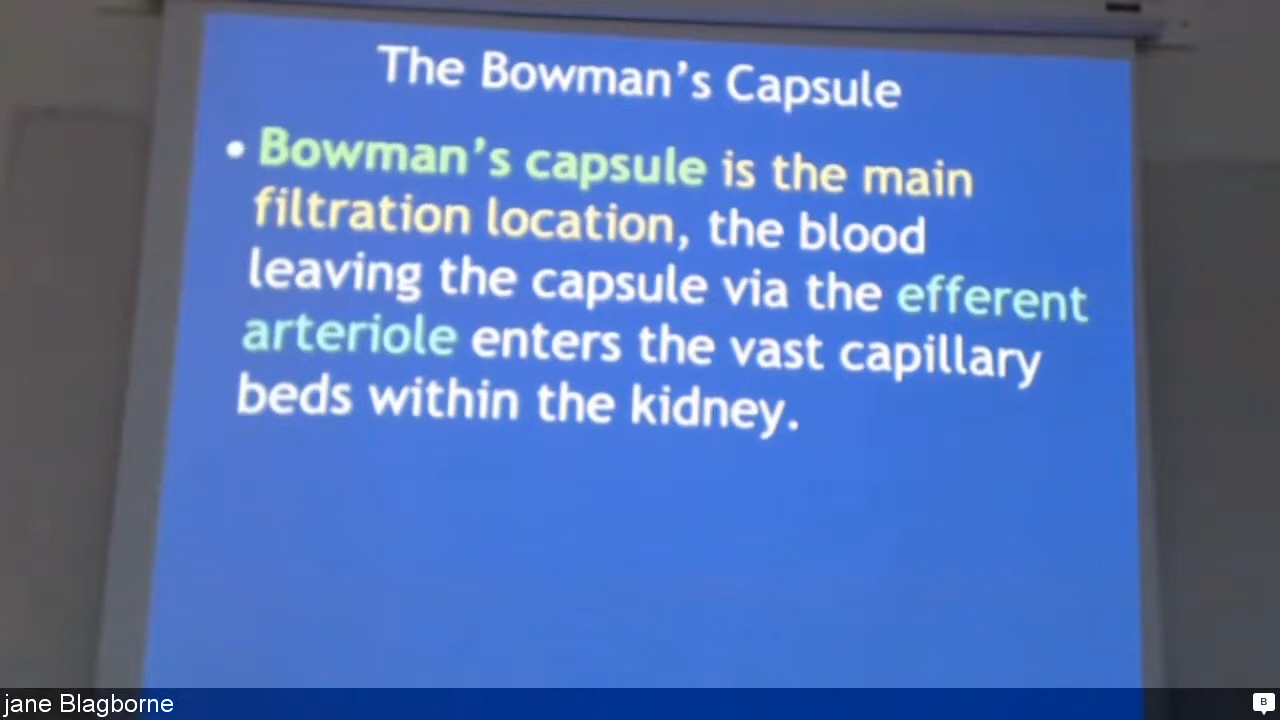 The Bowman's Capsule
• Bowman's capsule is the main
filtration location, the blood
leaving the capsule via the efferent
arteriole enters the vast capillary
beds within the kidney.
jane Blagborne
B